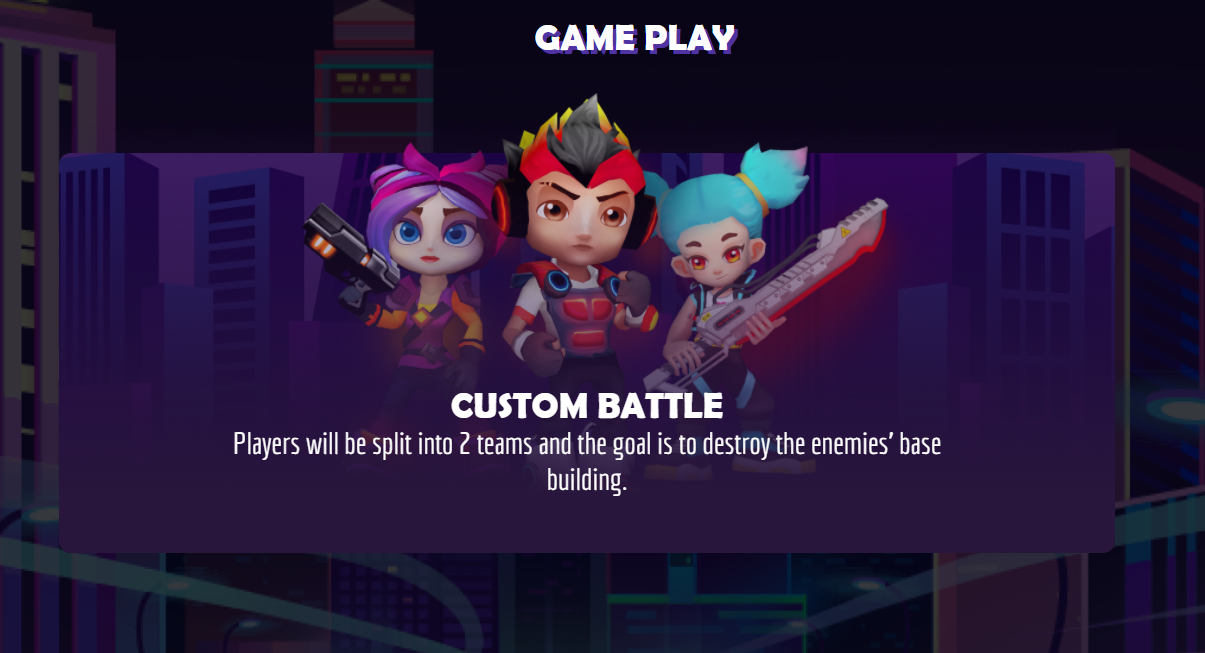 GAME PLAY
CUSTOM BATTLE
Players will be split into 2 teams and the goal is to destroy the enemies’ base
building.